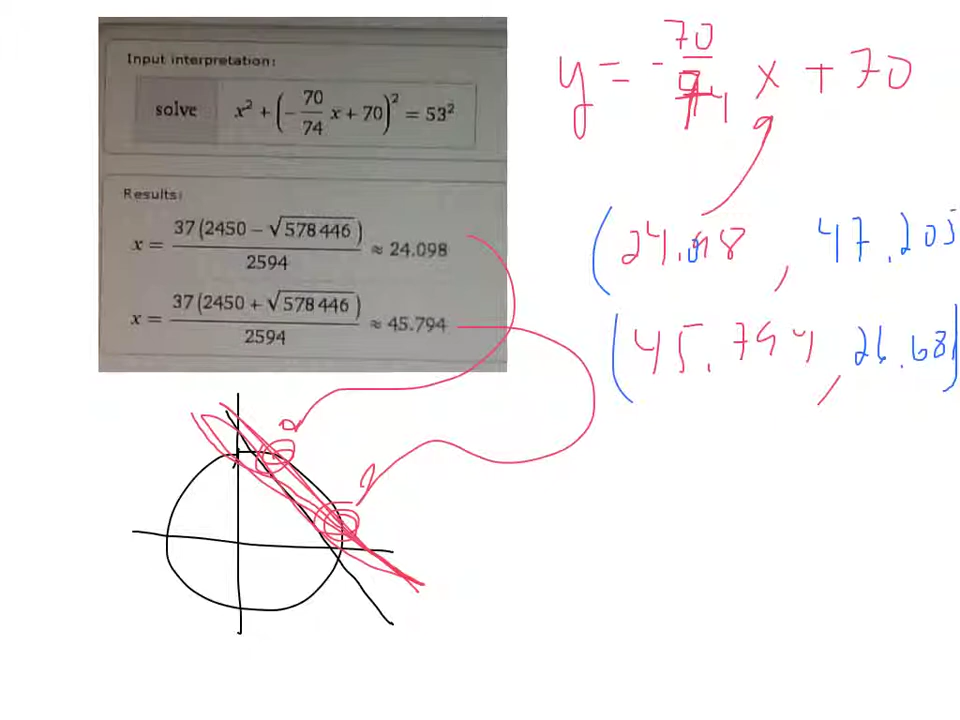 Input interpretation:
solve x² + (-70/74 x + 70)² = 53²
Results:
x = 37(2450 - √578446)/2594 ≈ 24.098
x = 37(2450 + √578446)/2594 ≈ 45.794
y = -70/74 x + 70
(24.098, 47.205
(45.794, 26.681)